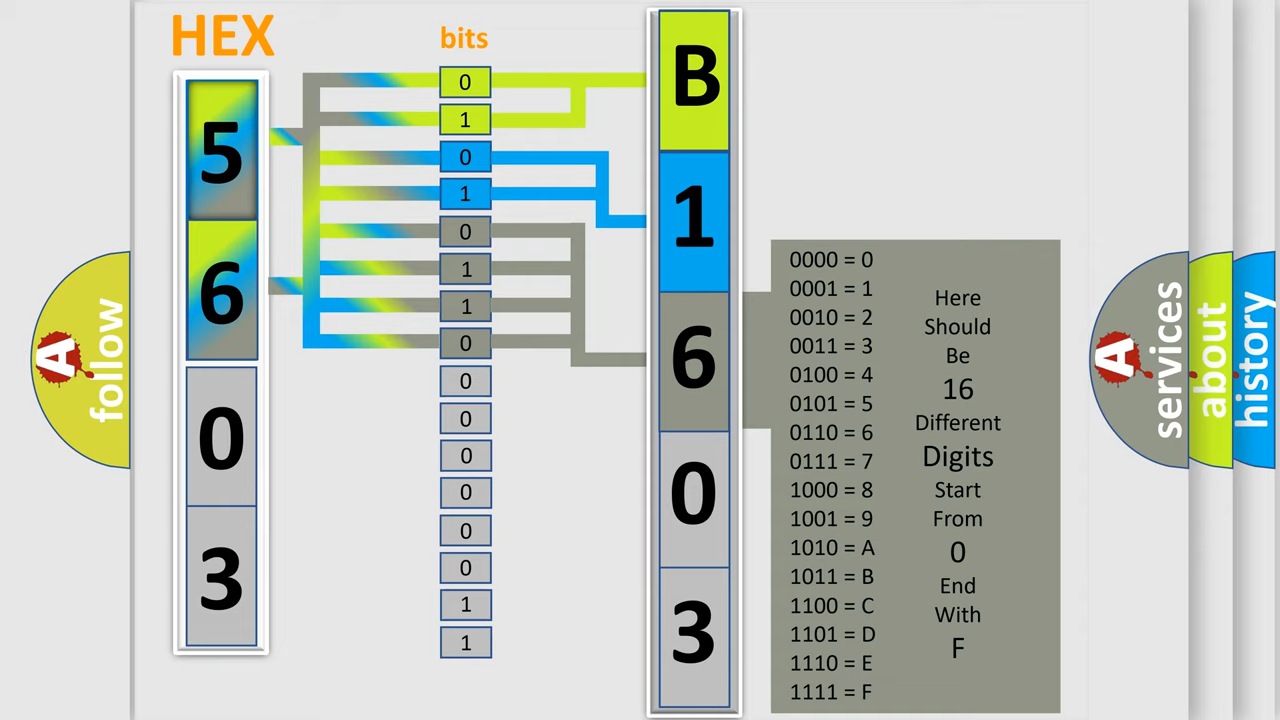 HEX
bits
5
6
0
3
0
1
0
1
0
1
1
0
0
0
0
0
0
0
1
1
B
1
6
0
3
0000 = 0
0001 = 1
0010 = 2
0011 = 3
0100 = 4
0101 = 5
0110 = 6
0111 = 7
1000 = 8
1001 = 9
1010 = A
1011 = B
1100 = C
1101 = D
1110 = E
1111 = F
Here
Should
Be
16
Different
Digits
Start
From
0
End
With
F
A
follow
A
services
about
history